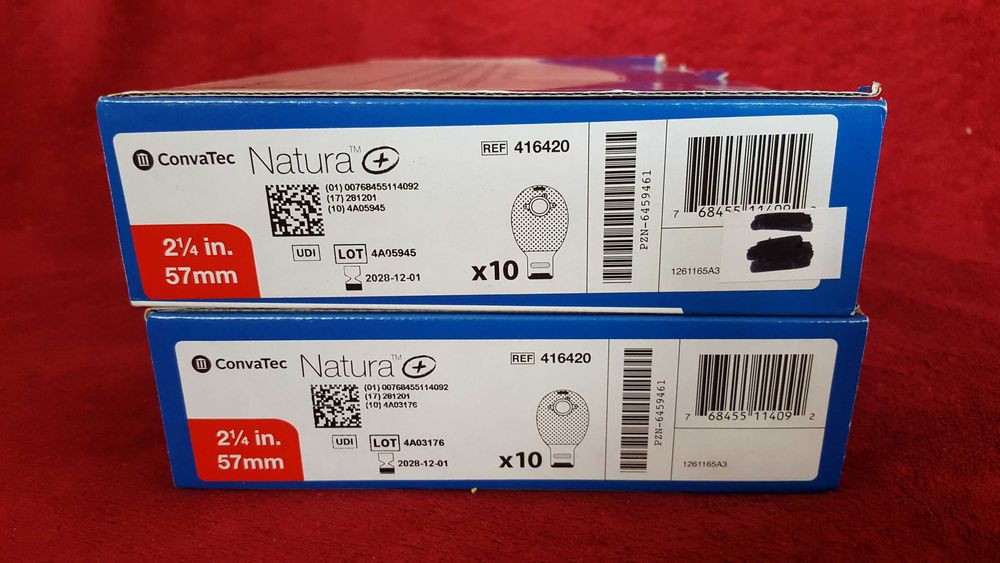 ConvaTec Natura™ +
REF 416420
(01) 00768455114092
(17) 281201
(10) 4A05945
UDI LOT 4A05945
2028-12-01
2¼ in.
57mm
x10
PZN-6459461
7 68455 11409 2
1261165A3
ConvaTec Natura™ +
REF 416420
(01) 00768455114092
(17) 281201
(10) 4A03176
UDI LOT 4A03176
2028-12-01
2¼ in.
57mm
x10
PZN-6459461
7 68455 11409 2
1261165A3